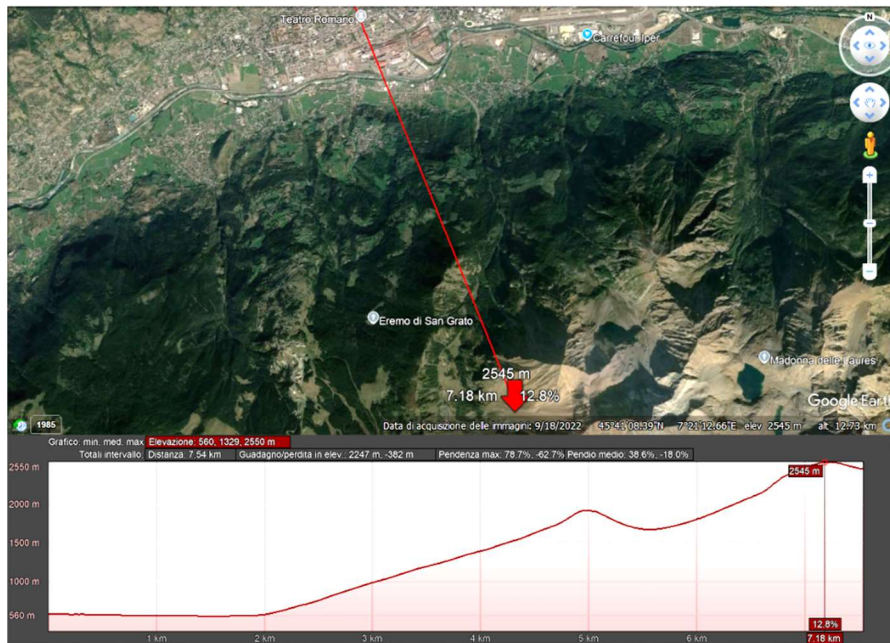 N
Teatro Romano
Carrefour Iper
Eremo di San Grato
2545 m
7.18 km 12.8%
Google Earth
1985
Data di acquisizione delle immagini: 9/18/2022 45°41'08.39"N 7°21'12.66"E elev 2545 m alt 12.73 km
Grafico: min. med. max Elevazione: 560, 1329, 2550 m
Totali intervallo: Distanza: 7.54 km Guadagno/perdita in elev.: 2247 m, -382 m Pendenza max: 78.7%, -62.7% Pendio medio: 38.6%, -18.0%
2550 m
2545 m
2000 m
1500 m
1000 m
560 m
12.8%
1 km 2 km 3 km 4 km 5 km 6 km 7.18 km